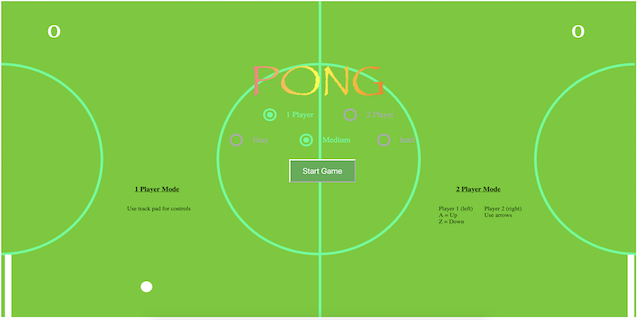 0 0
PONG
1 Player 2 Player
Easy Medium Hard
Start Game
1 Player Mode 2 Player Mode
Use track pad for controls
Player 1 (left) Player 2 (right)
A = Up Use arrows
Z = Down